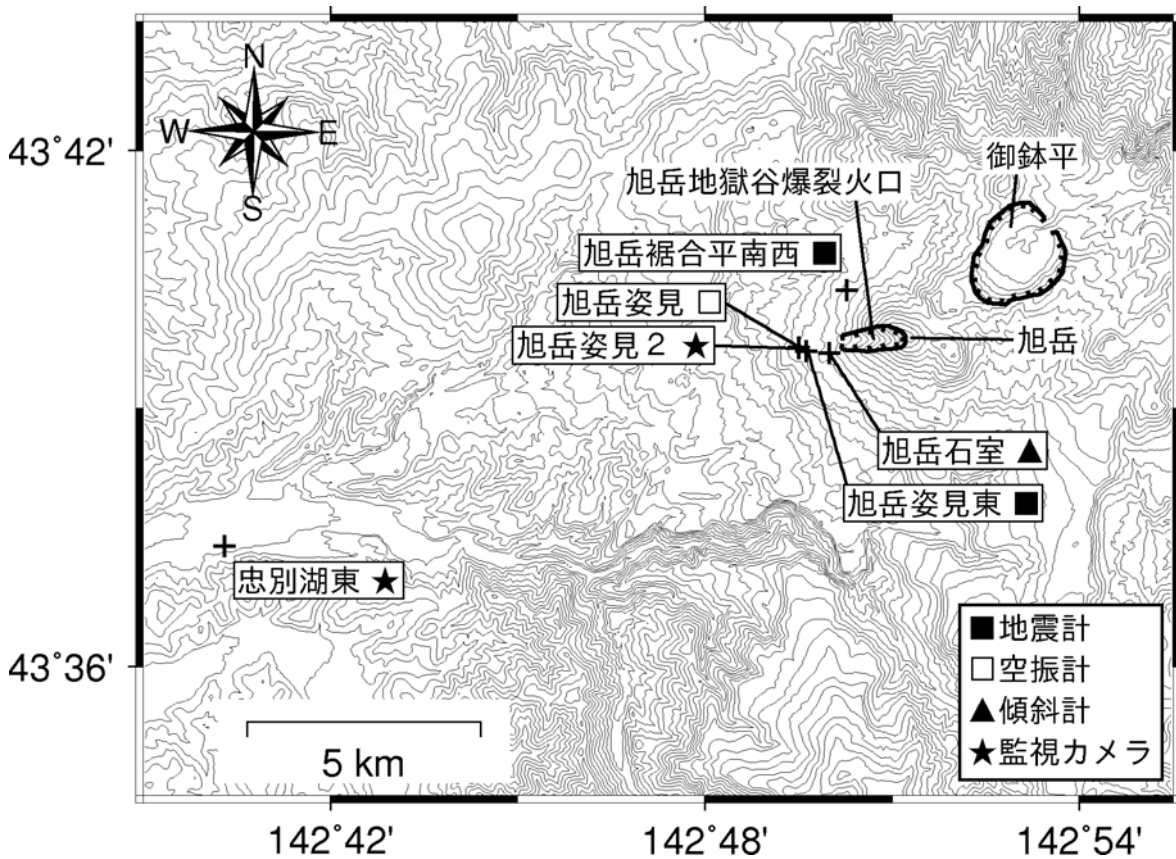 N
W E
S
43°42'
御鉢平
旭岳地獄谷爆裂火口
旭岳裾合平南西 ■
旭岳姿見 □
旭岳姿見２ ★
旭岳
旭岳石室 ▲
旭岳姿見東 ■
忠別湖東 ★
43°36'
■地震計
□空振計
▲傾斜計
★監視カメラ
5 km
142°42'
142°48'
142°54'